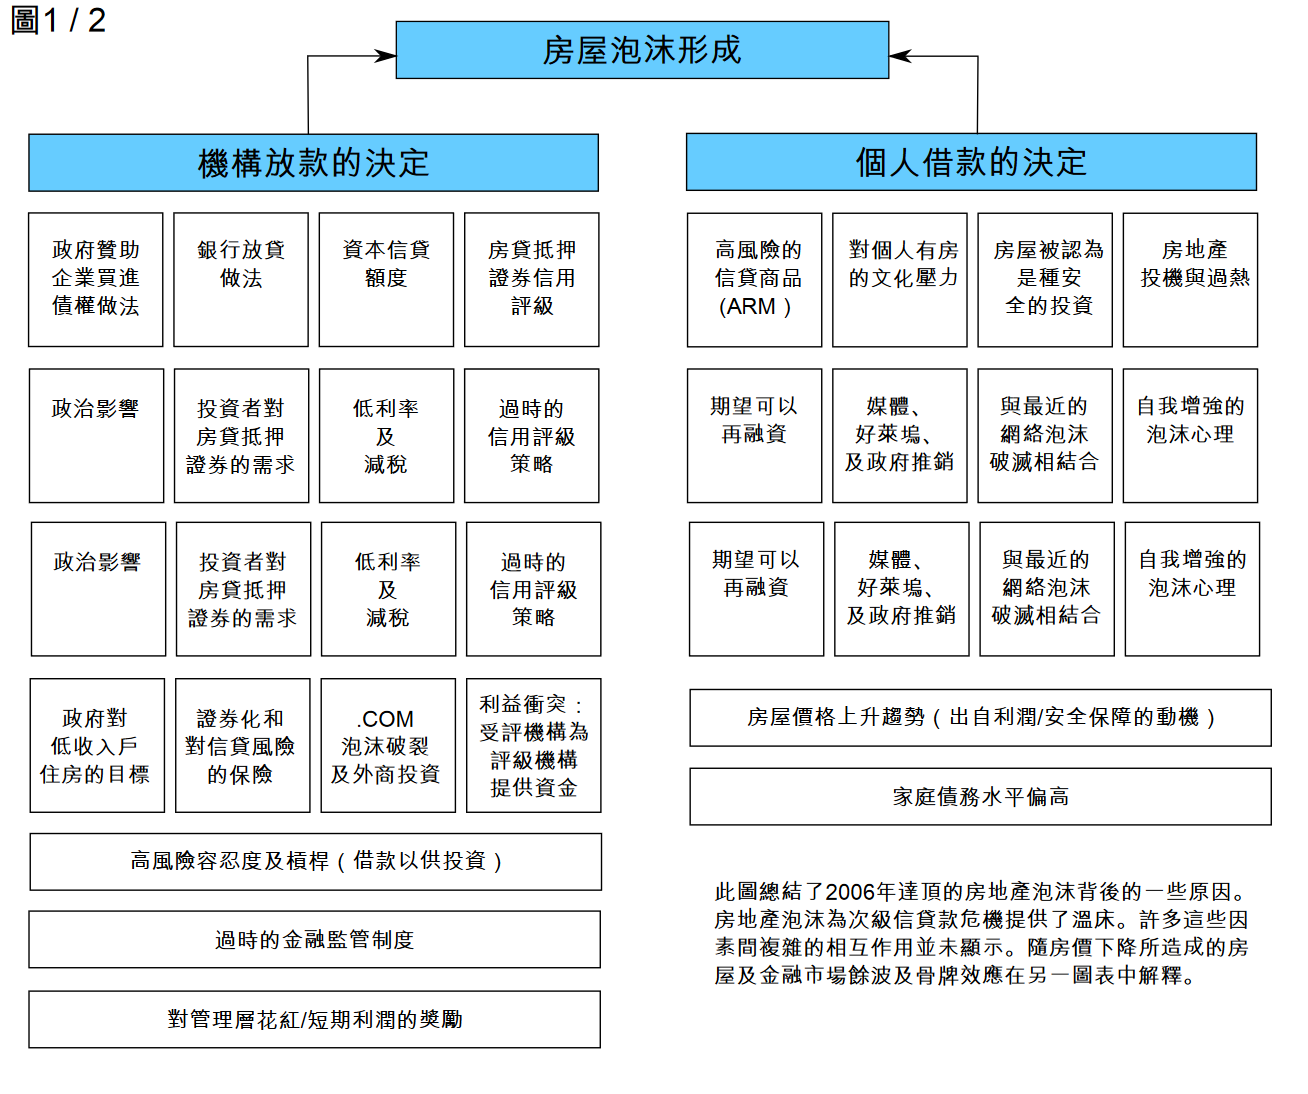 圖1 / 2
房屋泡沫形成
機構放款的決定
政府贊助
企業買進
債權做法
銀行放貸
做法
資本信貸
額度
房貸抵押
證券信用
評級
政治影響
投資者對
房貸抵押
證券的需求
低利率
及
減稅
過時的
信用評級
策略
政治影響
投資者對
房貸抵押
證券的需求
低利率
及
減稅
過時的
信用評級
策略
政府對
低收入戶
住房的目標
證券化和
對信貸風險
的保險
.COM
泡沫破裂
及外商投資
利益衝突：
受評機構為
評級機構
提供資金
高風險容忍度及槓桿（借款以供投資）
過時的金融監管制度
對管理層花紅/短期利潤的獎勵
個人借款的決定
高風險的
信貸商品
(ARM )
對個人有房
的文化壓力
房屋被認為
是種安
全的投資
房地產
投機與過熱
期望可以
再融資
媒體、
好萊塢、
及政府推銷
與最近的
網絡泡沫
破滅相結合
自我增強的
泡沫心理
期望可以
再融資
媒體、
好萊塢、
及政府推銷
與最近的
網絡泡沫
破滅相結合
自我增強的
泡沫心理
房屋價格上升趨勢（出自利潤/安全保障的動機）
家庭債務水平偏高
此圖總結了2006年達頂的房地產泡沫背後的一些原因。
房地產泡沫為次級信貸款危機提供了溫床。許多這些因
素間複雜的相互作用並未顯示。隨房價下降所造成的房
屋及金融市場餘波及骨牌效應在另一圖表中解釋。